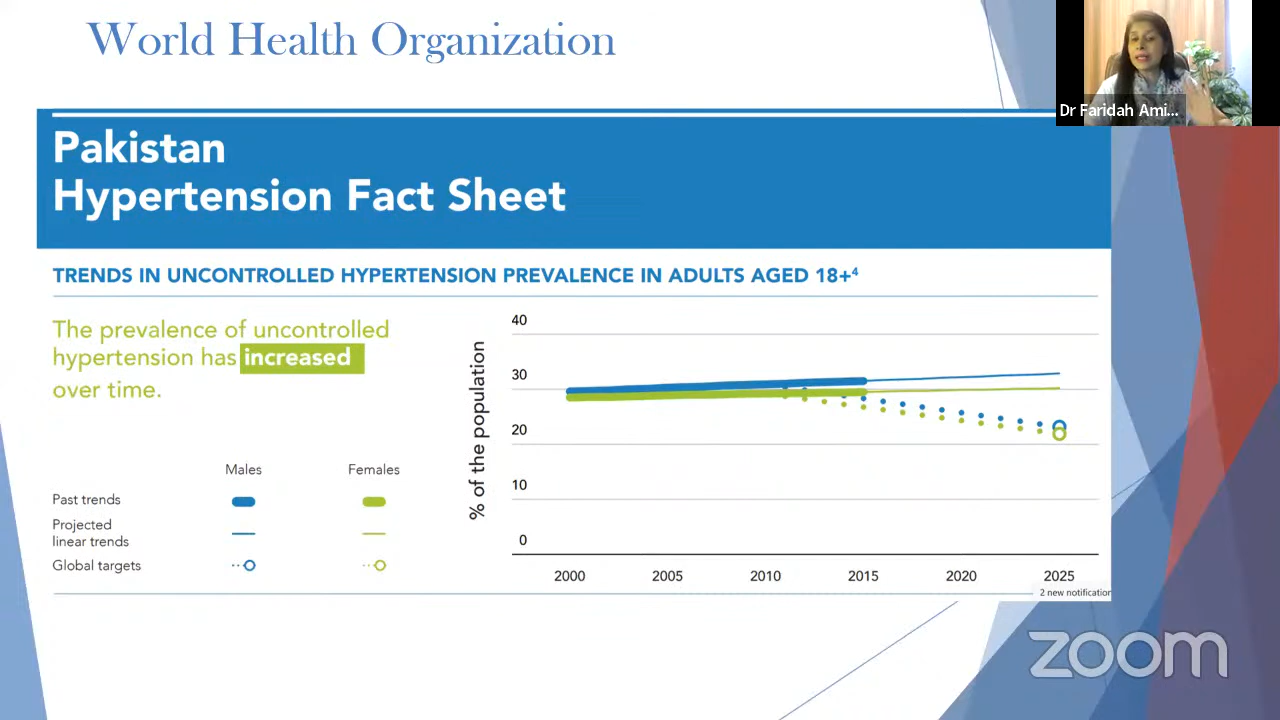 World Health Organization
Dr Faridah Ami...
Pakistan
Hypertension Fact Sheet
TRENDS IN UNCONTROLLED HYPERTENSION PREVALENCE IN ADULTS AGED 18+⁴
The prevalence of uncontrolled
hypertension has increased
over time.
Males Females
Past trends
Projected
linear trends
Global targets
% of the population
40
30
20
10
0
2000 2005 2010 2015 2020 2025
2 new notification
zoom